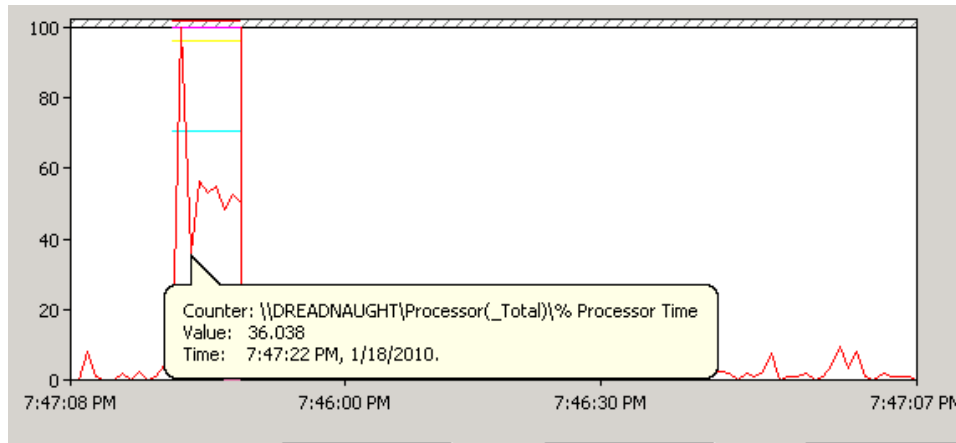 100
80
60
40
20
0
Counter: \\DREADNAUGHT\Processor(_Total)\% Processor Time
Value: 36.038
Time: 7:47:22 PM, 1/18/2010.
7:47:08 PM 7:46:00 PM 7:46:30 PM 7:47:07 PM